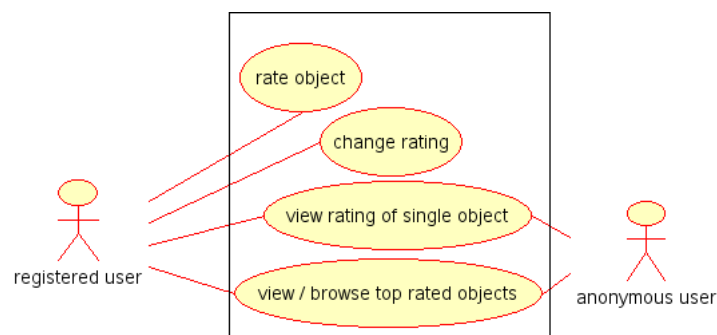 rate object
change rating
view rating of single object
registered user
view / browse top rated objects
anonymous user